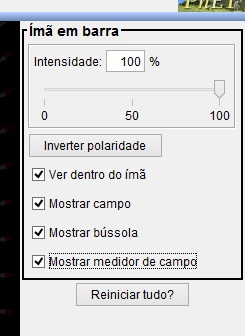 PhET
Ímã em barra
Intensidade: 100 %
0 50 100
Inverter polaridade
Ver dentro do ímã
Mostrar campo
Mostrar bússola
Mostrar medidor de campo
Reiniciar tudo?